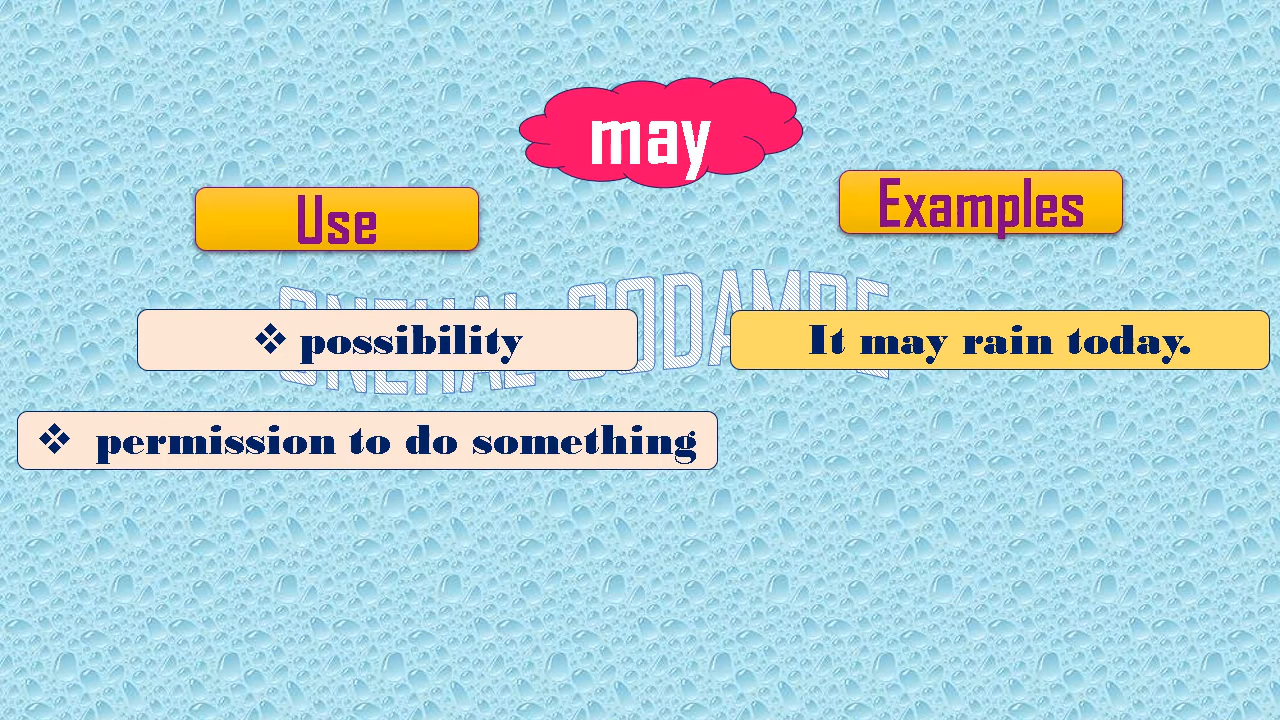 may
Use
Examples
❖ possibility
It may rain today.
❖ permission to do something